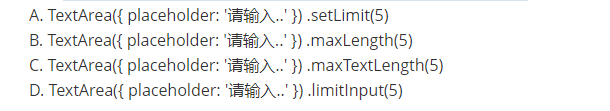 A. TextArea({ placeholder: '请输入..' }) .setLimit(5)
B. TextArea({ placeholder: '请输入..' }) .maxLength(5)
C. TextArea({ placeholder: '请输入..' }) .maxTextLength(5)
D. TextArea({ placeholder: '请输入..' }) .limitInput(5)